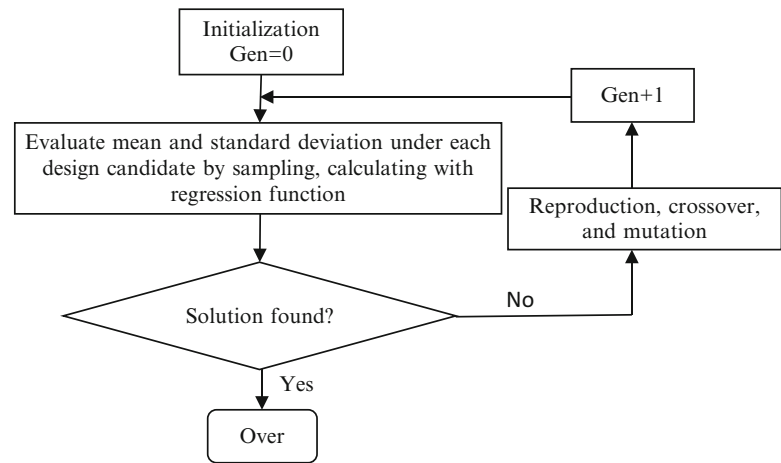 Initialization
Gen=0
Gen+1
Evaluate mean and standard deviation under each
design candidate by sampling, calculating with
regression function
Reproduction, crossover,
and mutation
Solution found?
No
Yes
Over